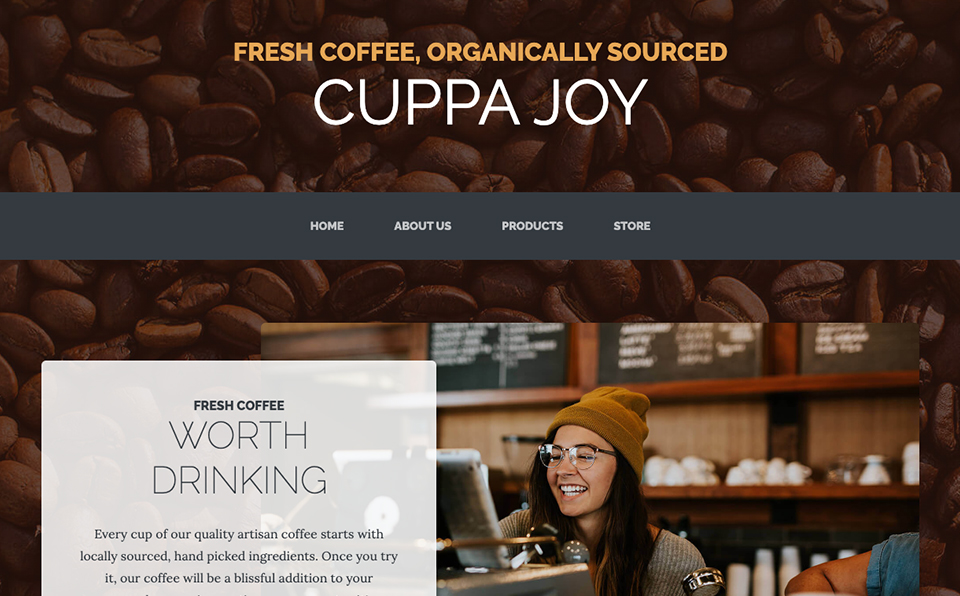 FRESH COFFEE, ORGANICALLY SOURCED
CUPPA JOY
HOME ABOUT US PRODUCTS STORE
FRESH COFFEE
WORTH
DRINKING
Every cup of our quality artisan coffee starts with
locally sourced, hand picked ingredients. Once you try
it, our coffee will be a blissful addition to your